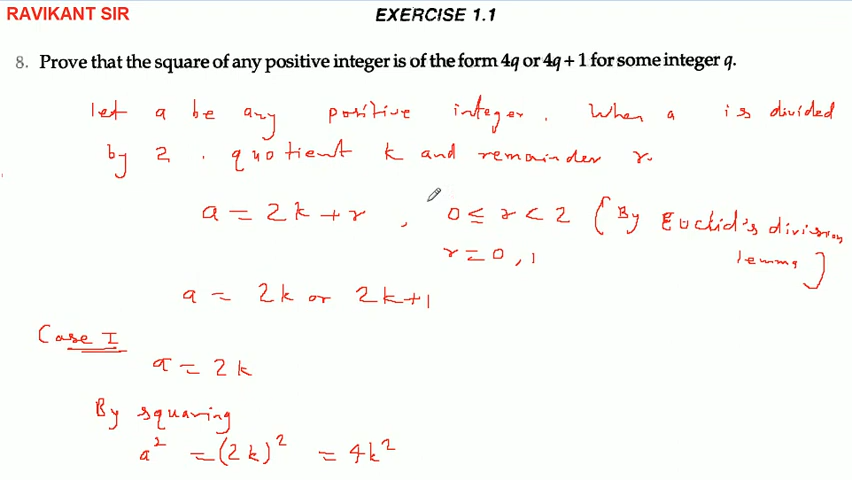 RAVIKANT SIR
EXERCISE 1.1
8. Prove that the square of any positive integer is of the form 4q or 4q + 1 for some integer q.
let a be any positive integer. When a is divided
by 2. quotient k and remainder r.
a = 2k + r , 0 ≤ r < 2 (By Euclid's division
lemma)
r = 0, 1
a = 2k or 2k+1
Case I
a = 2k
By squaring
a² = (2k)² = 4k²